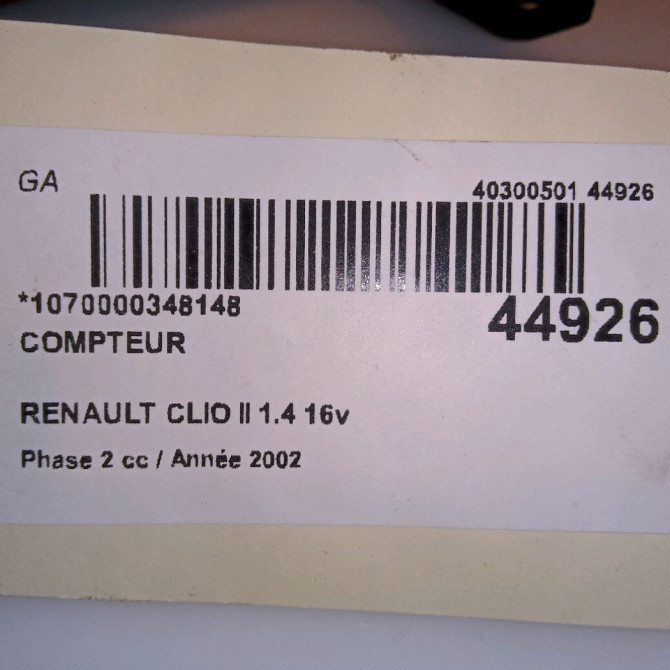 GA
40300501 44926
*1070000348148
44926
COMPTEUR
RENAULT CLIO II 1.4 16v
Phase 2 cc / Année 2002